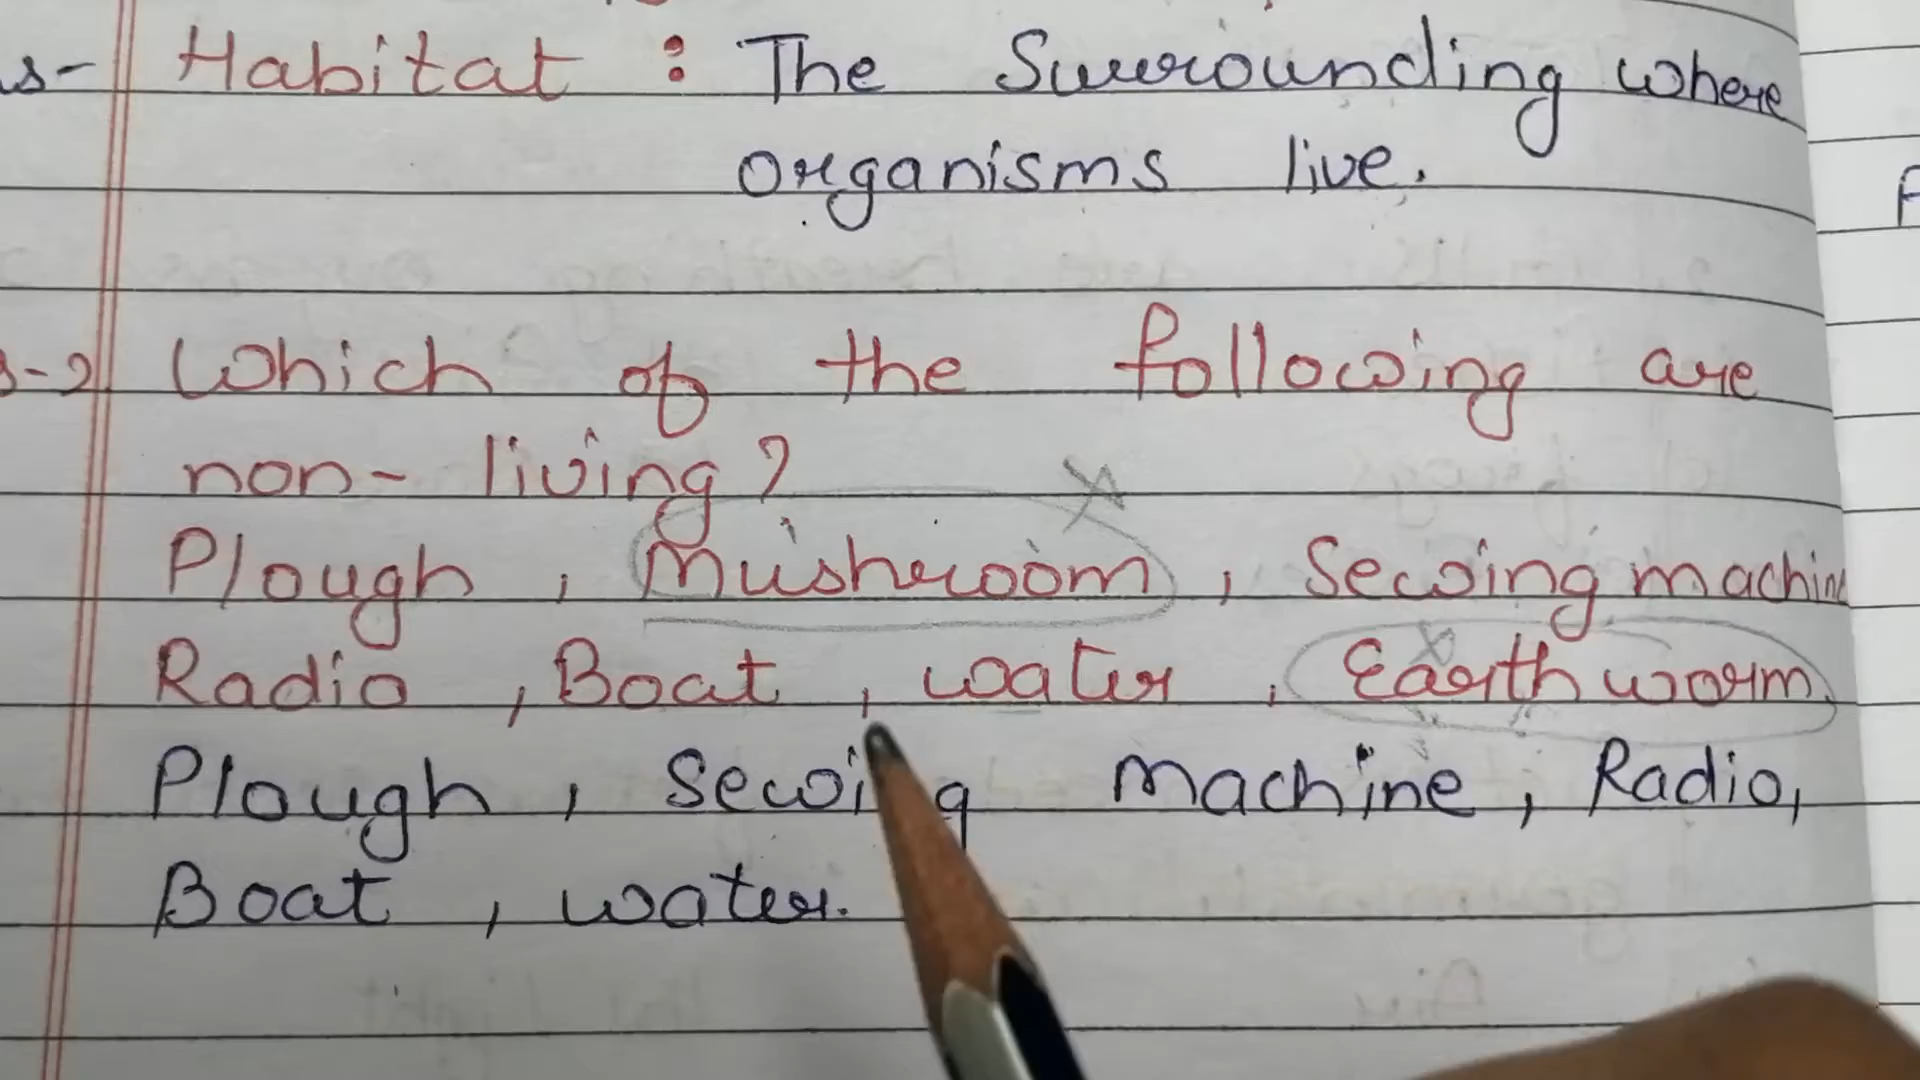 s- Habitat : The Surrounding where
organisms live.
-2 Which of the following are
non- living?
Plough , Mushroom , Sewing machine
Radio , Boat , water , Earthworm
Plough , Sewing Machine , Radio,
Boat , water.